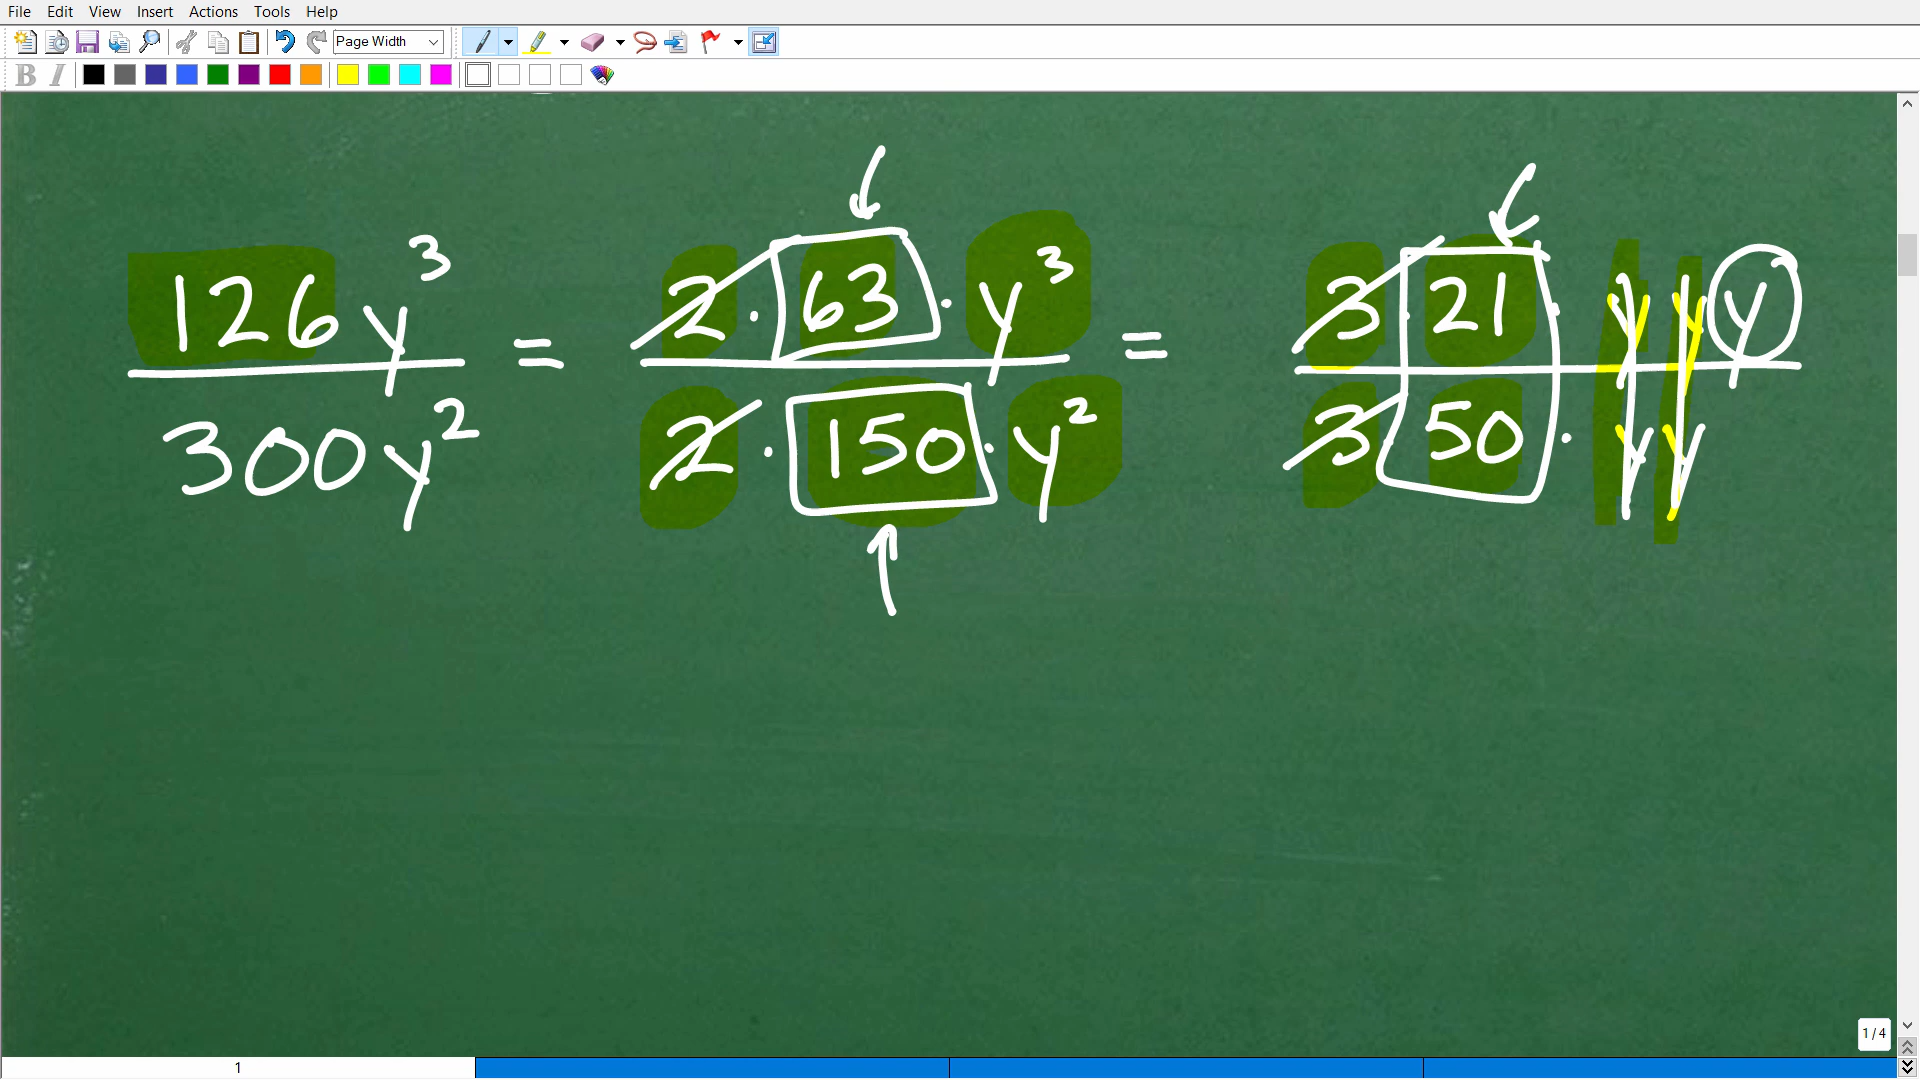 File Edit View Insert Actions Tools Help
Page Width
B I
126y³ / 300y² = 2 · 63 · y³ / 2 · 150 · y² = 3 · 21 · y y y / 3 · 50 · y y
1 / 4
1